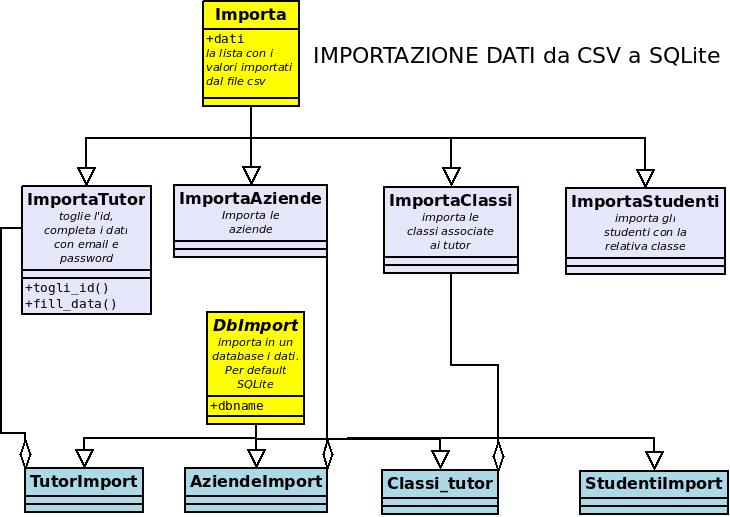 Importa
+dati
la lista con i
valori importati
dal file csv
IMPORTAZIONE DATI da CSV a SQLite
ImportaTutor
toglie l'id,
completa i dati
con email e
password
+togli_id()
+fill_data()
ImportaAziende
Importa le
aziende
ImportaClassi
importa le
classi associate
ai tutor
ImportaStudenti
importa gli
studenti con la
relativa classe
DbImport
importa in un
database i dati.
Per default
SQLite
+dbname
TutorImport
AziendeImport
Classi_tutor
StudentiImport